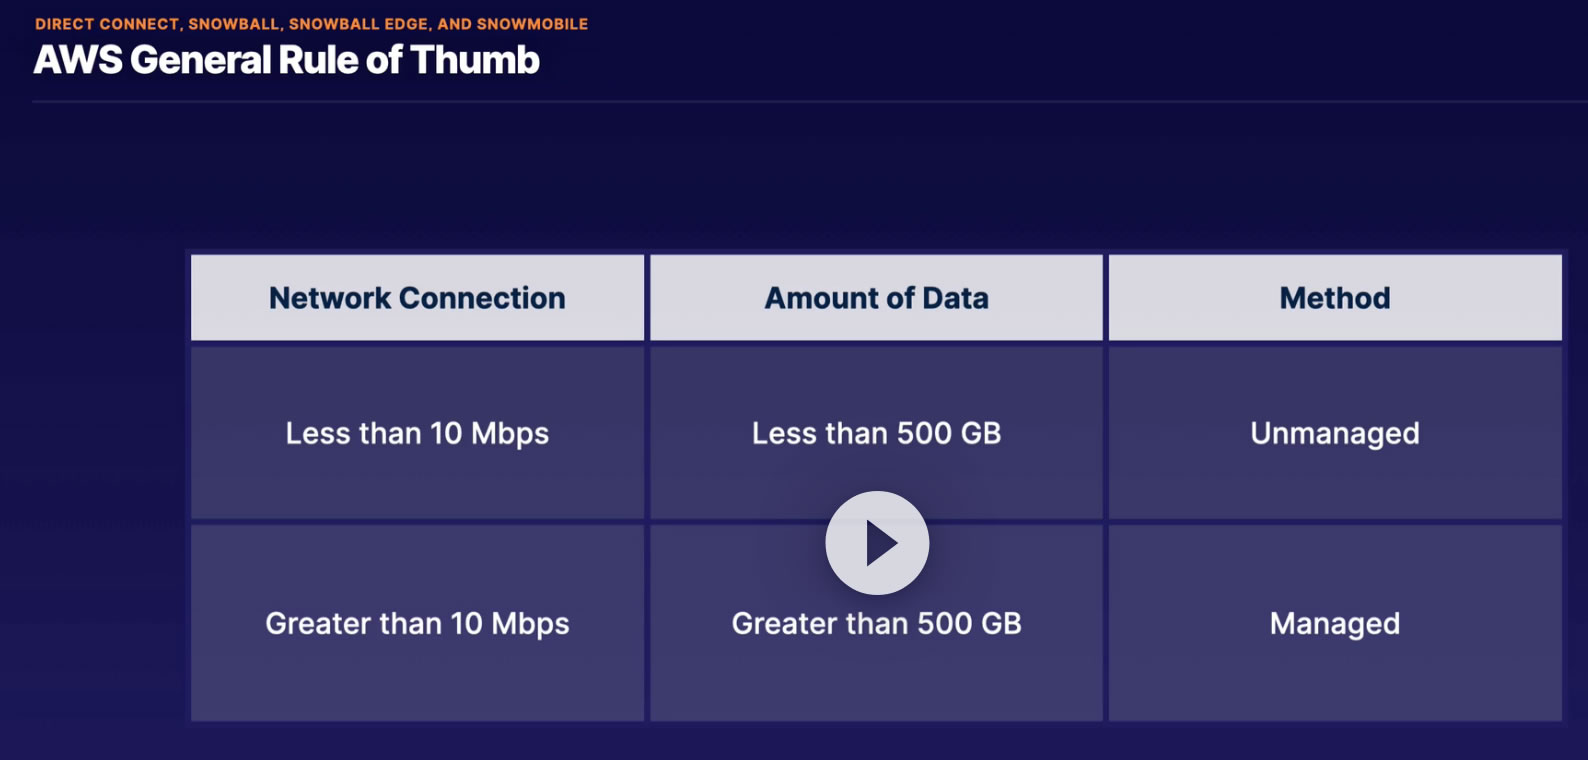 DIRECT CONNECT, SNOWBALL, SNOWBALL EDGE, AND SNOWMOBILE
AWS General Rule of Thumb
Network Connection
Amount of Data
Method
Less than 10 Mbps
Less than 500 GB
Unmanaged
Greater than 10 Mbps
Greater than 500 GB
Managed